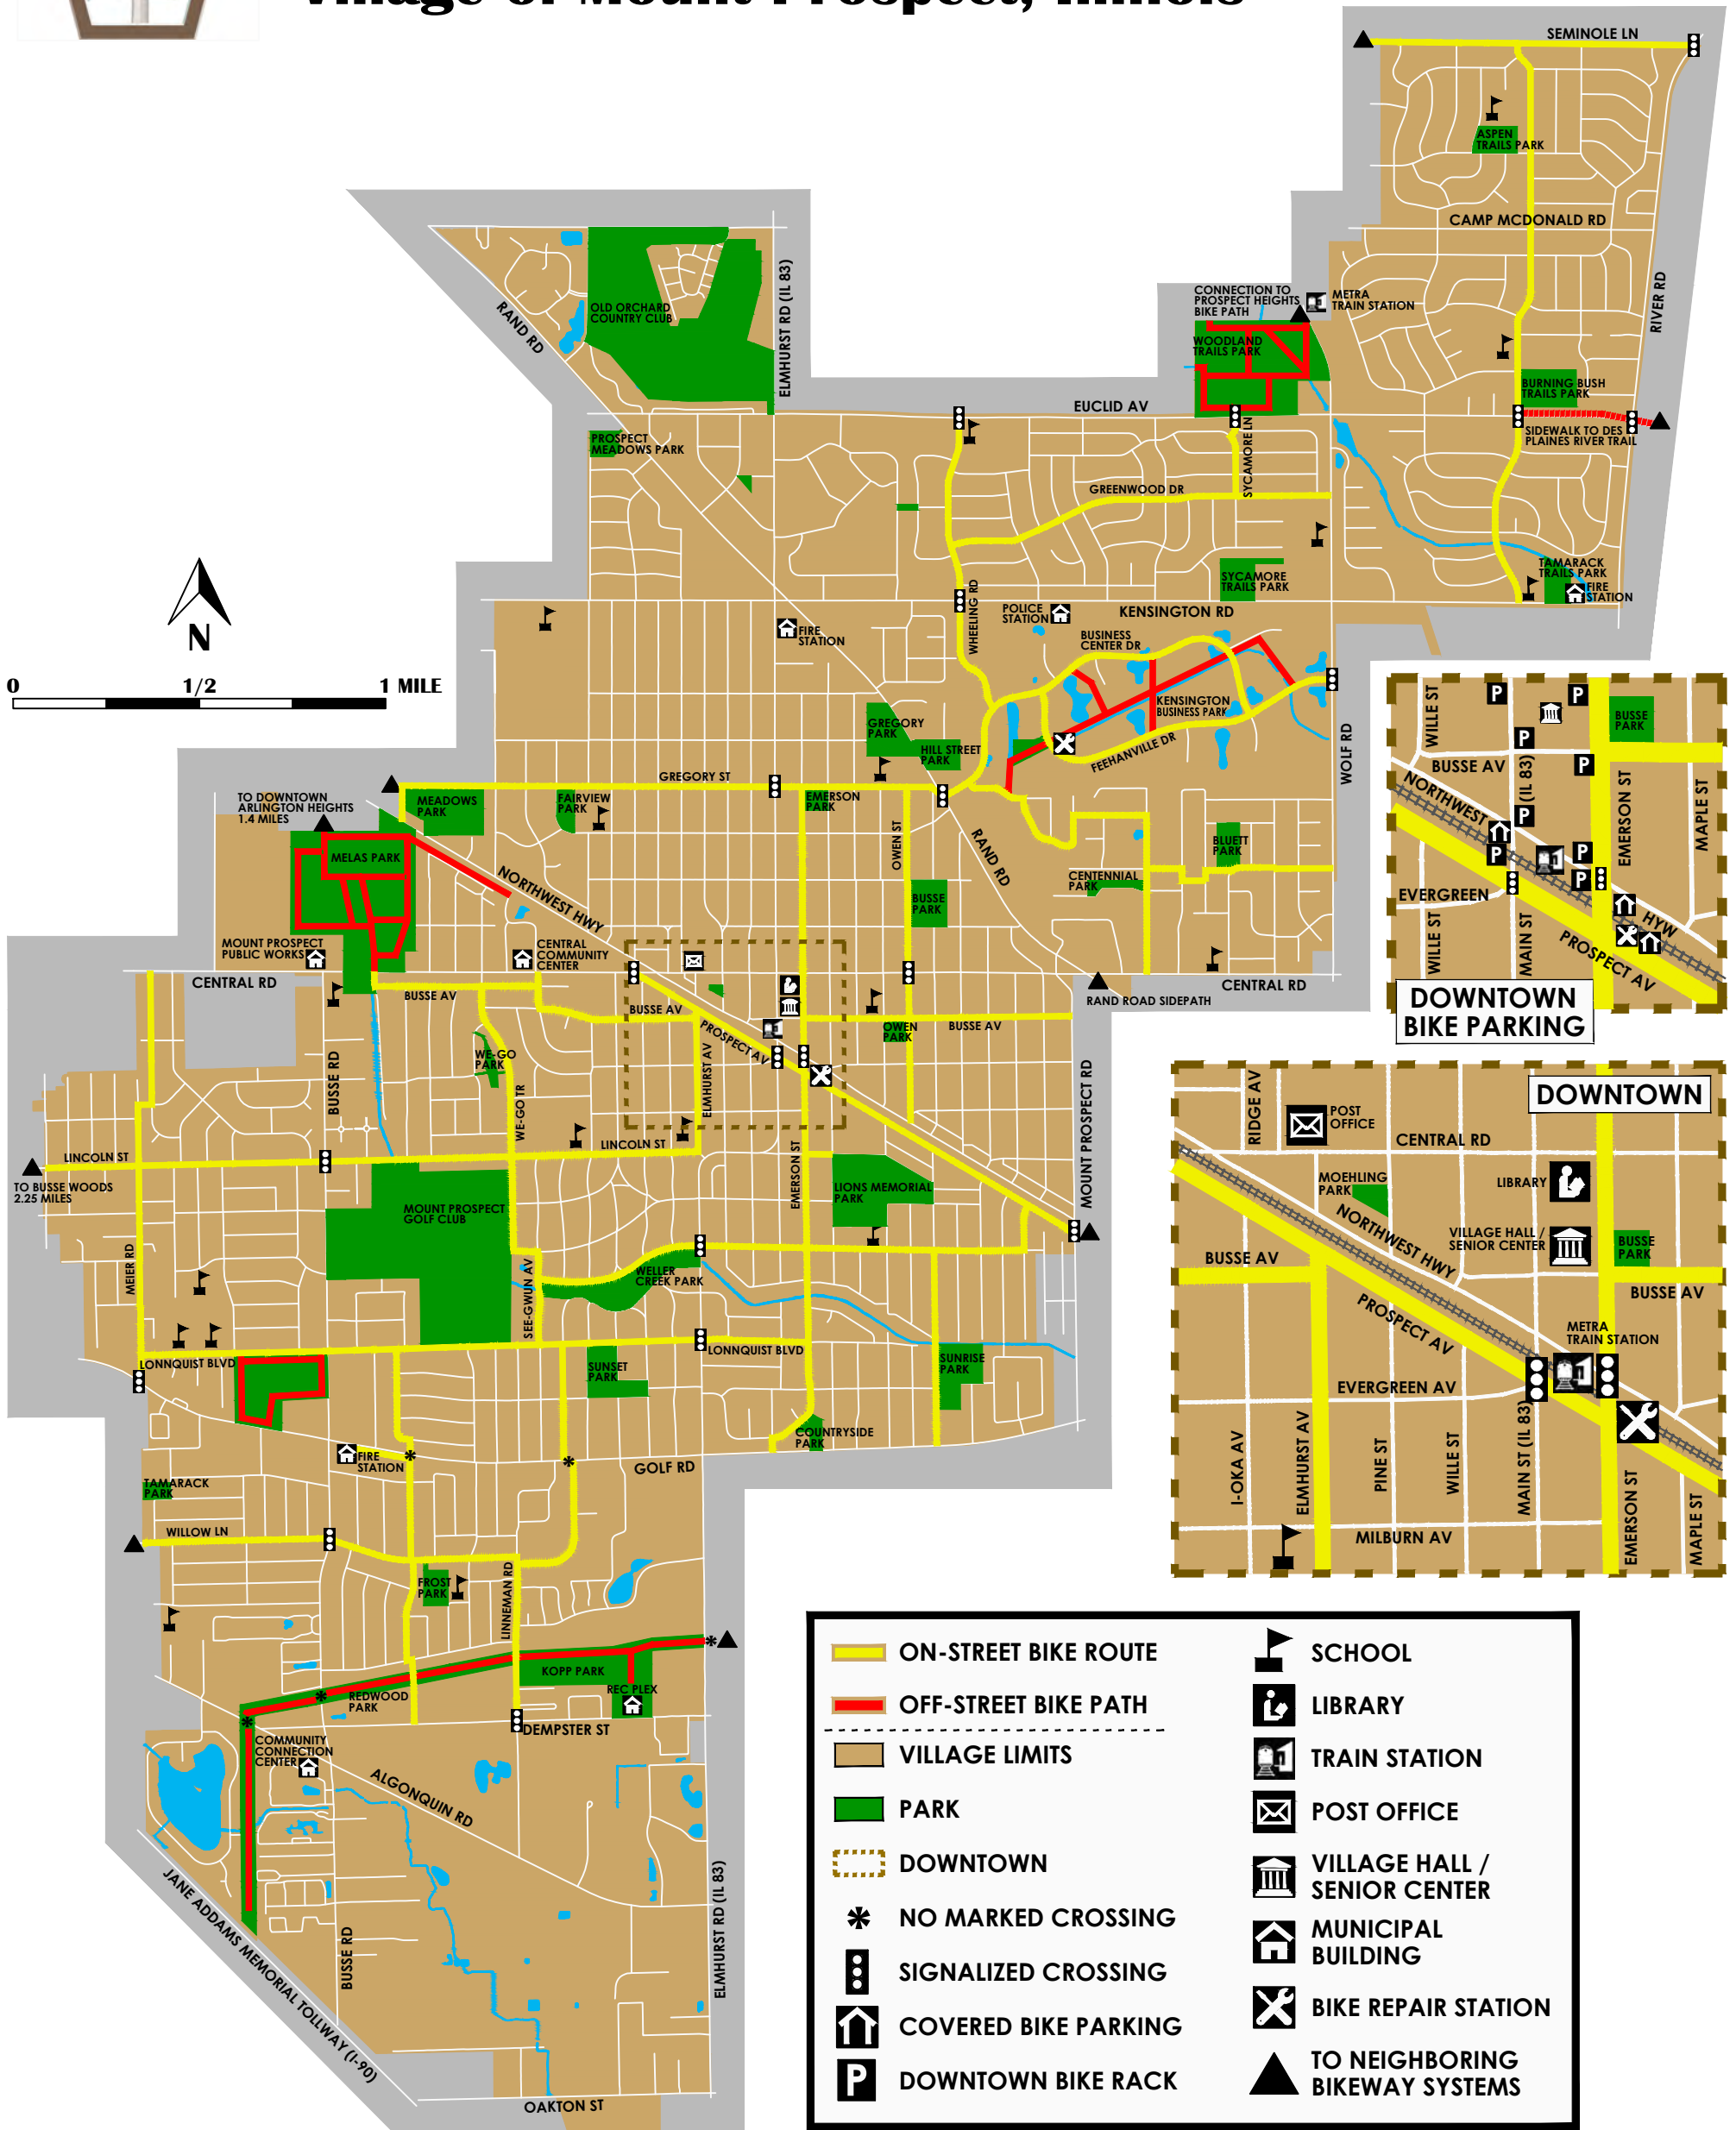 Village of Mount Prospect, Illinois
SEMINOLE LN
ASPEN
TRAILS PARK
CAMP MCDONALD RD
RIVER RD
RAND RD
OLD ORCHARD
COUNTRY CLUB
ELMHURST RD (IL 83)
CONNECTION TO
PROSPECT HEIGHTS
BIKE PATH
METRA
TRAIN STATION
WOODLAND
TRAILS PARK
BURNING BUSH
TRAILS PARK
EUCLID AV
SIDEWALK TO DES
PLAINES RIVER TRAIL
PROSPECT
MEADOWS PARK
SYCAMORE LN
GREENWOOD DR
SYCAMORE
TRAILS PARK
TAMARACK
TRAILS PARK
FIRE
STATION
N
0 1/2 1 MILE
FIRE
STATION
WHEELING RD
POLICE
STATION
KENSINGTON RD
BUSINESS
CENTER DR
KENSINGTON
BUSINESS PARK
FEEHANVILLE DR
WOLF RD
GREGORY
PARK
HILL STREET
PARK
GREGORY ST
TO DOWNTOWN
ARLINGTON HEIGHTS
1.4 MILES
MEADOWS
PARK
FAIRVIEW
PARK
EMERSON
PARK
OWEN ST
RAND RD
BLUETT
PARK
MELAS PARK
NORTHWEST HWY
CENTENNIAL
PARK
BUSSE
PARK
MOUNT PROSPECT
PUBLIC WORKS
CENTRAL
COMMUNITY
CENTER
CENTRAL RD
CENTRAL RD
RAND ROAD SIDEPATH
BUSSE AV
BUSSE AV
PROSPECT AV
OWEN
PARK
BUSSE AV
WE-GO
PARK
BUSSE RD
WE-GO TR
ELMHURST AV
MOUNT PROSPECT RD
LINCOLN ST
LINCOLN ST
TO BUSSE WOODS
2.25 MILES
EMERSON ST
LIONS MEMORIAL
PARK
MOUNT PROSPECT
GOLF CLUB
MEIER RD
SEE-GWUN AV
WELLER
CREEK PARK
LONNQUIST BLVD
LONNQUIST BLVD
SUNSET
PARK
SUNRISE
PARK
COUNTRYSIDE
PARK
FIRE
STATION
GOLF RD
TAMARACK
PARK
WILLOW LN
FROST
PARK
LINNEMAN RD
KOPP PARK
REC PLEX
REDWOOD
PARK
DEMPSTER ST
COMMUNITY
CONNECTION
CENTER
ALGONQUIN RD
JANE ADDAMS MEMORIAL TOLLWAY (I-90)
BUSSE RD
ELMHURST RD (IL 83)
OAKTON ST
WILLE ST
P
P
BUSSE
PARK
P
BUSSE AV
P
(IL 83)
NORTHWEST
P
EMERSON ST
MAPLE ST
P
P
P
EVERGREEN
HYW
WILLE ST
MAIN ST
PROSPECT AV
DOWNTOWN
BIKE PARKING
DOWNTOWN
RIDGE AV
POST
OFFICE
CENTRAL RD
MOEHLING
PARK
LIBRARY
NORTHWEST HWY
VILLAGE HALL /
SENIOR CENTER
BUSSE
PARK
BUSSE AV
BUSSE AV
PROSPECT AV
METRA
TRAIN STATION
EVERGREEN AV
I-OKA AV
ELMHURST AV
PINE ST
WILLE ST
MAIN ST (IL 83)
EMERSON ST
MAPLE ST
MILBURN AV
ON-STREET BIKE ROUTE
OFF-STREET BIKE PATH
VILLAGE LIMITS
PARK
DOWNTOWN
* NO MARKED CROSSING
SIGNALIZED CROSSING
COVERED BIKE PARKING
P DOWNTOWN BIKE RACK
SCHOOL
LIBRARY
TRAIN STATION
POST OFFICE
VILLAGE HALL /
SENIOR CENTER
MUNICIPAL
BUILDING
BIKE REPAIR STATION
TO NEIGHBORING
BIKEWAY SYSTEMS